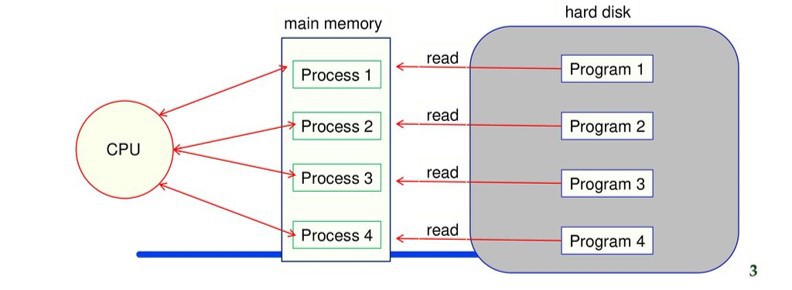 hard disk
main memory
CPU
Process 1
read
Program 1
Process 2
read
Program 2
Process 3
read
Program 3
Process 4
read
Program 4
3